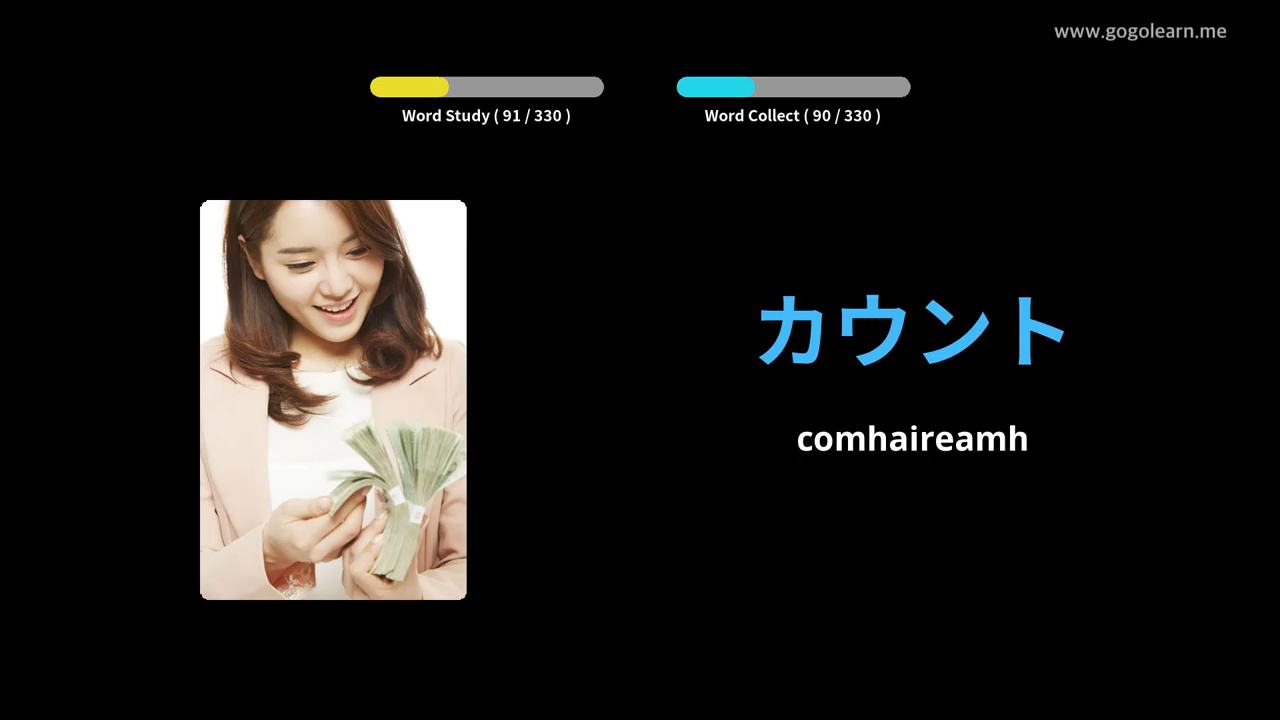 www.gogolearn.me
Word Study ( 91 / 330 )
Word Collect ( 90 / 330 )
カウント
comhaireamh